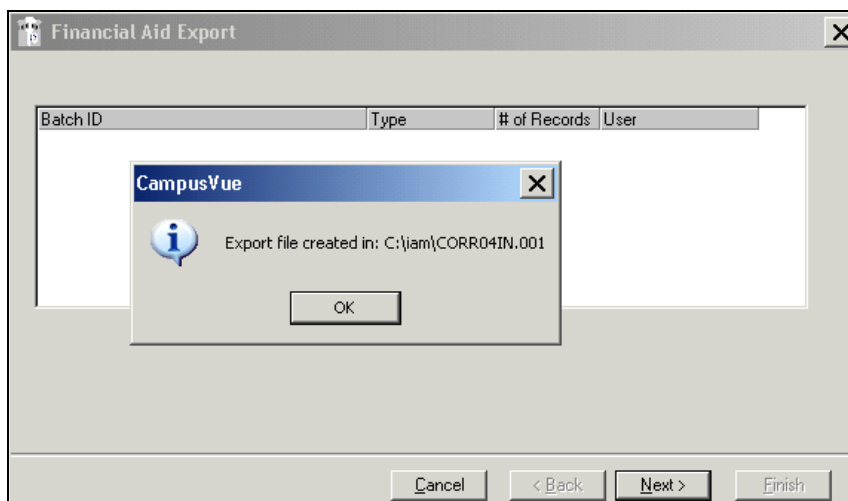 Financial Aid Export
Batch ID Type # of Records User
CampusVue
Export file created in: C:\iam\CORR04IN.001
OK
Cancel < Back Next > Finish